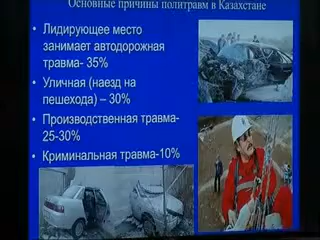 Основные причины политравм в Казахстане
• Лидирующее место
занимает автодорожная
травма- 35%
• Уличная (наезд на
пешехода) – 30%
• Производственная травма-
25-30%
• Криминальная травма-10%